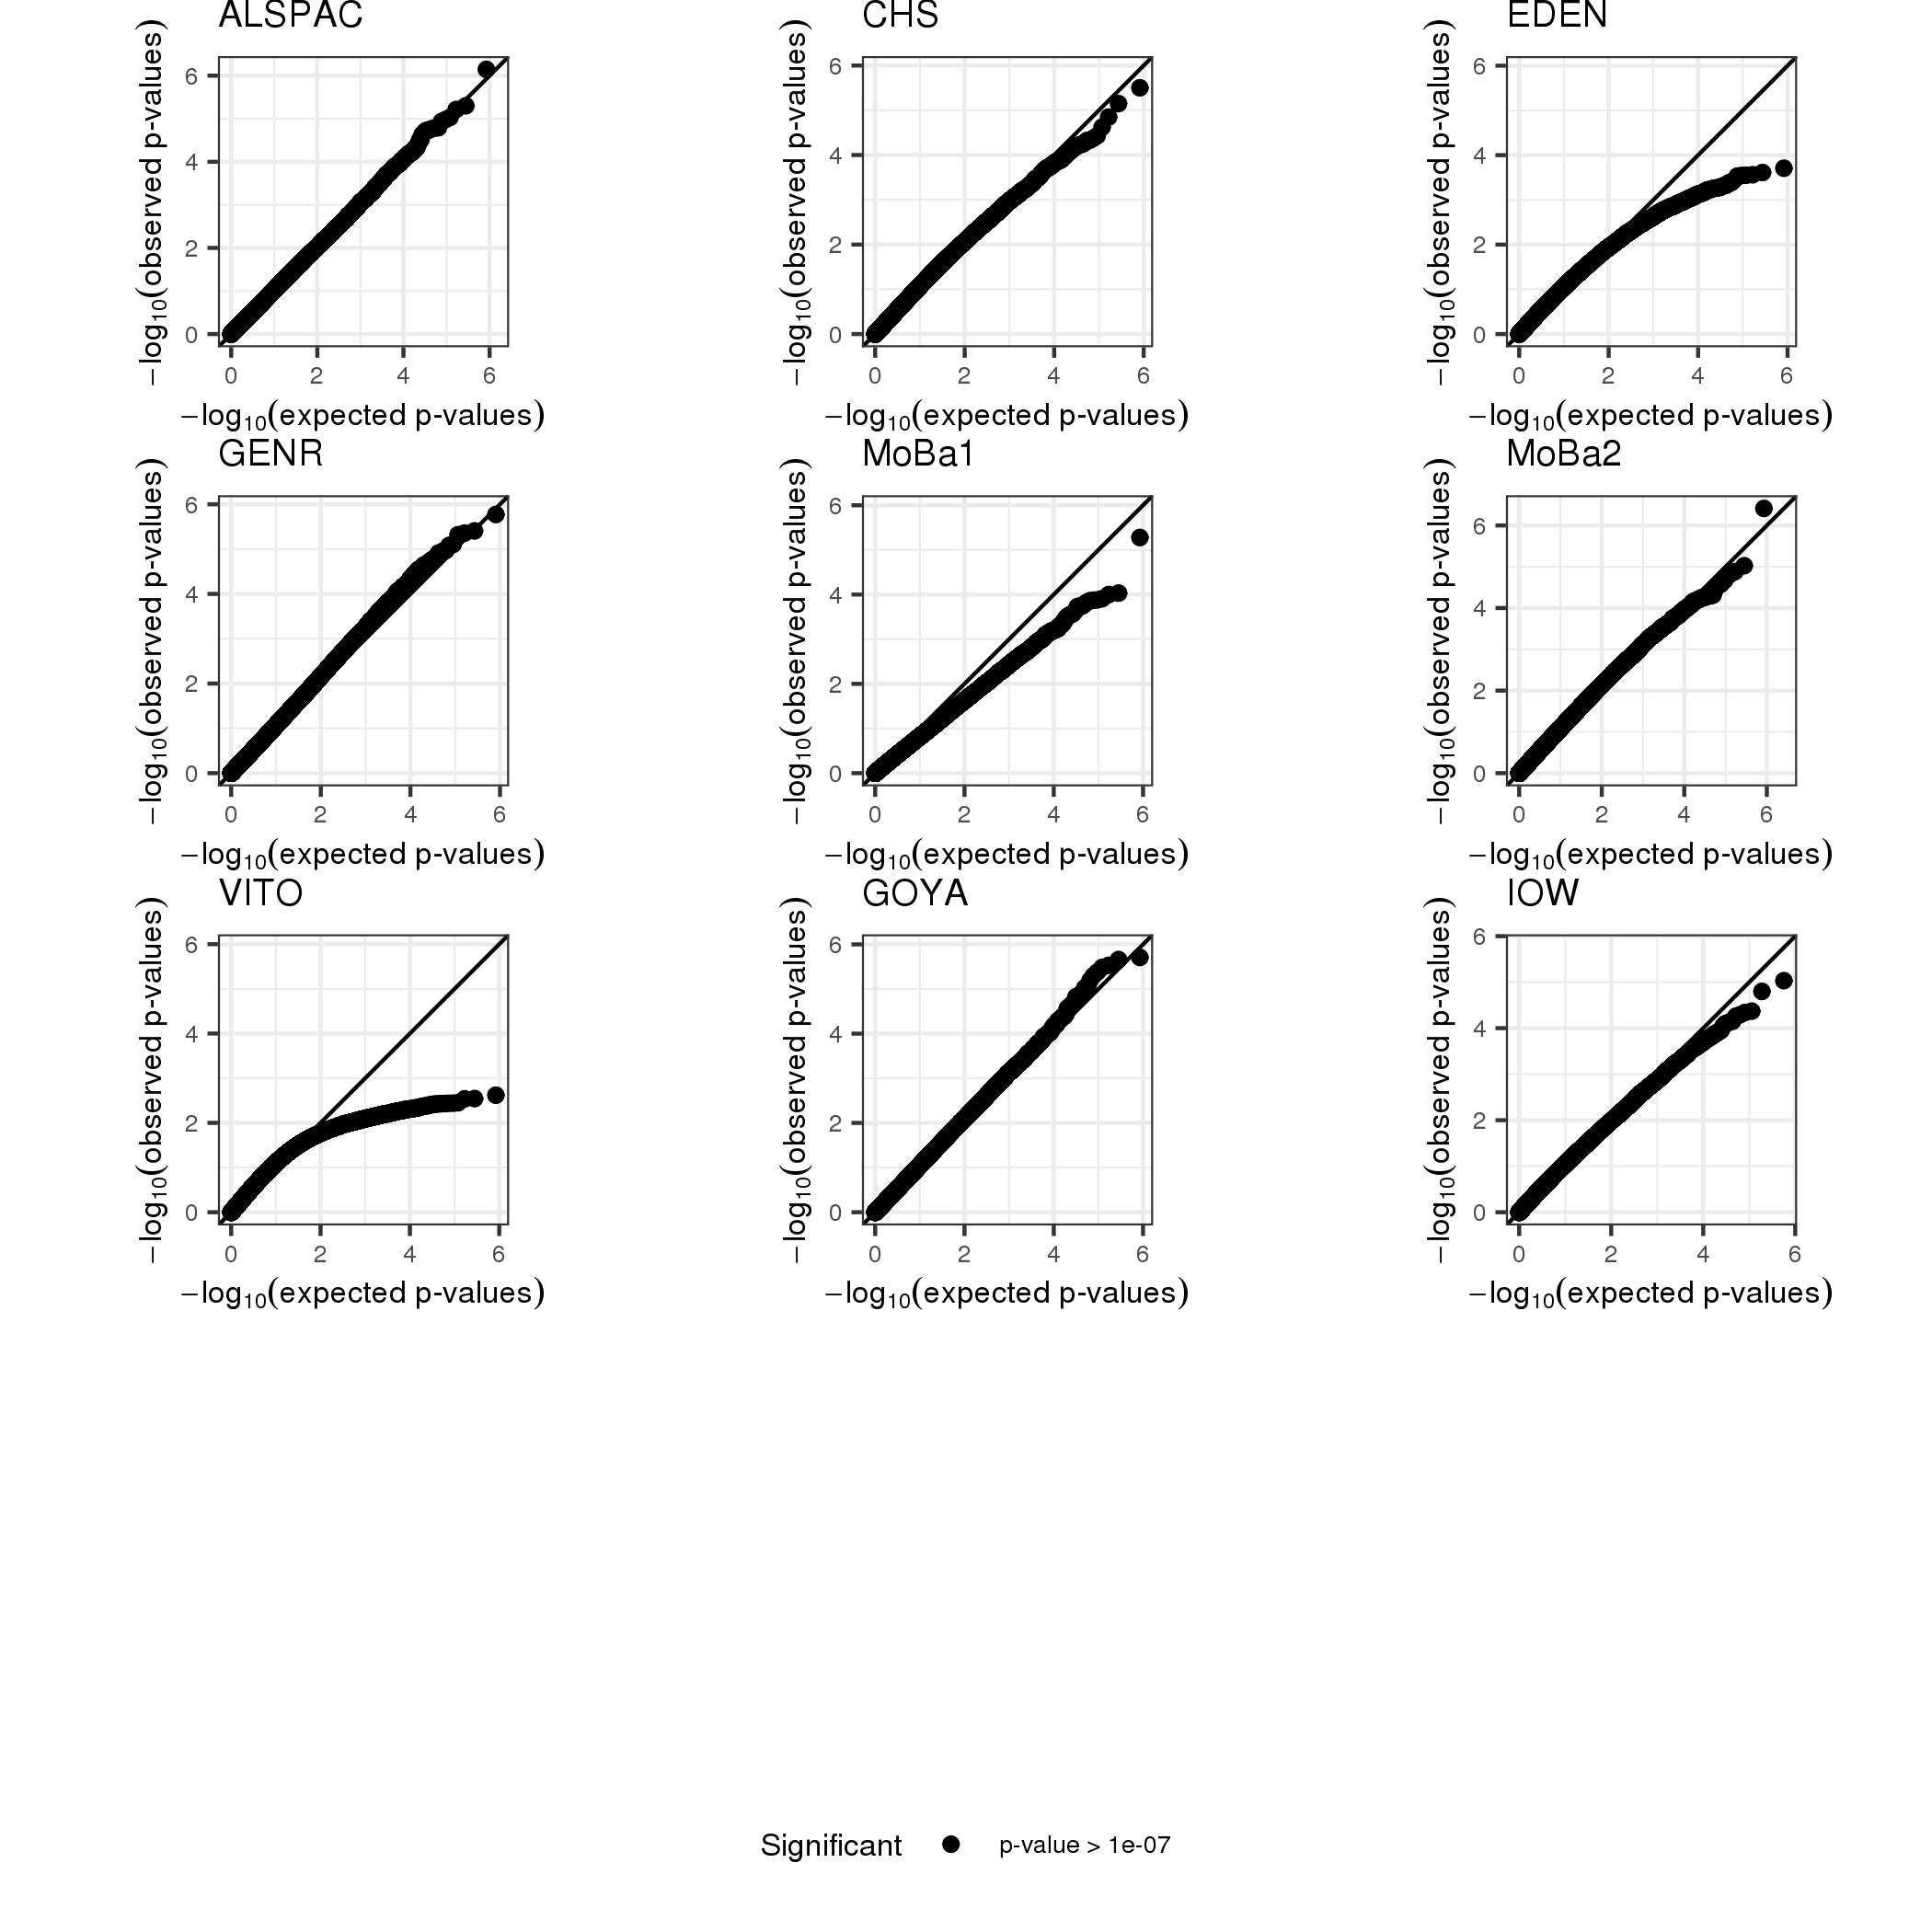 ALSPAC CHS EDEN
−log10(observed p-values) −log10(observed p-values) −log10(observed p-values)
6 6 6
4 4 4
2 2 2
0 0 0
0 2 4 6 0 2 4 6 0 2 4 6
−log10(expected p-values) −log10(expected p-values) −log10(expected p-values)
GENR MoBa1 MoBa2
−log10(observed p-values) −log10(observed p-values) −log10(observed p-values)
6 6 6
4 4 4
2 2 2
0 0 0
0 2 4 6 0 2 4 6 0 2 4 6
−log10(expected p-values) −log10(expected p-values) −log10(expected p-values)
VITO GOYA IOW
−log10(observed p-values) −log10(observed p-values) −log10(observed p-values)
6 6 6
4 4 4
2 2 2
0 0 0
0 2 4 6 0 2 4 6 0 2 4 6
−log10(expected p-values) −log10(expected p-values) −log10(expected p-values)
Significant p-value > 1e-07